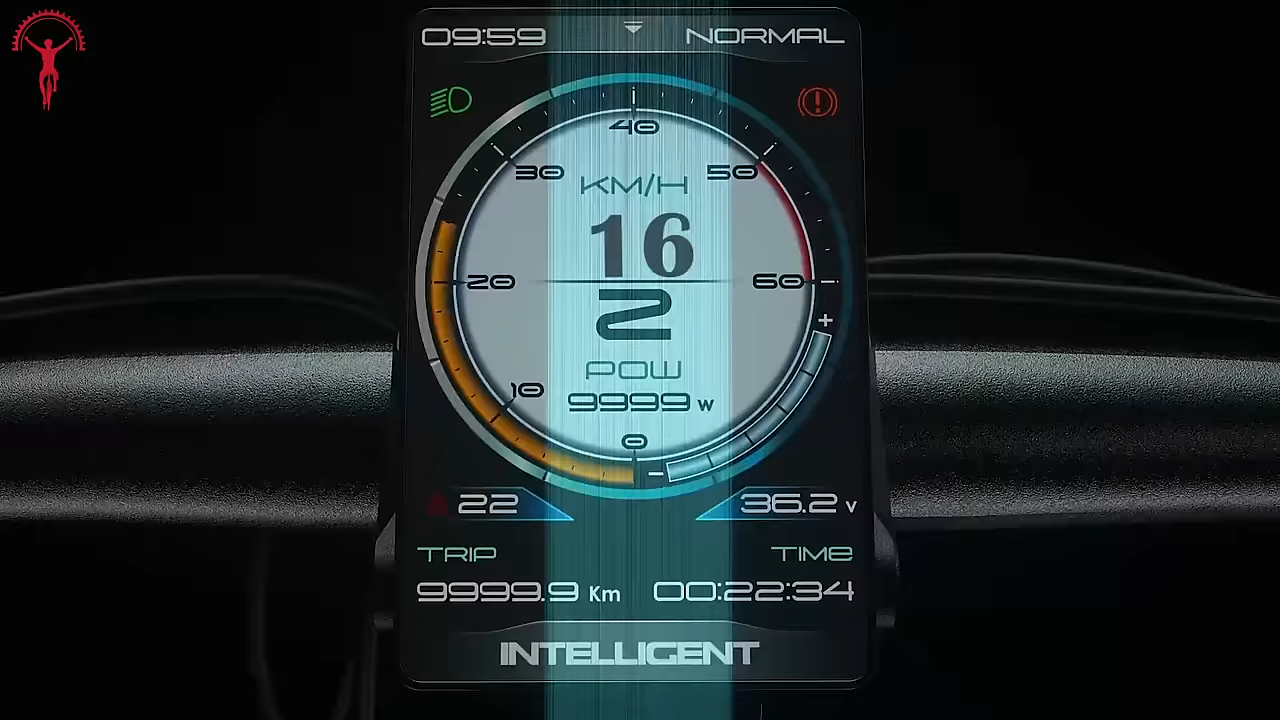 09:59 NORMAL
40
30 50
KM/H
16
20 60
2
+
POW
10
9999 W
0
−
22 36.2 V
TRIP TIME
9999.9 Km 00:22:34
INTELLIGENT